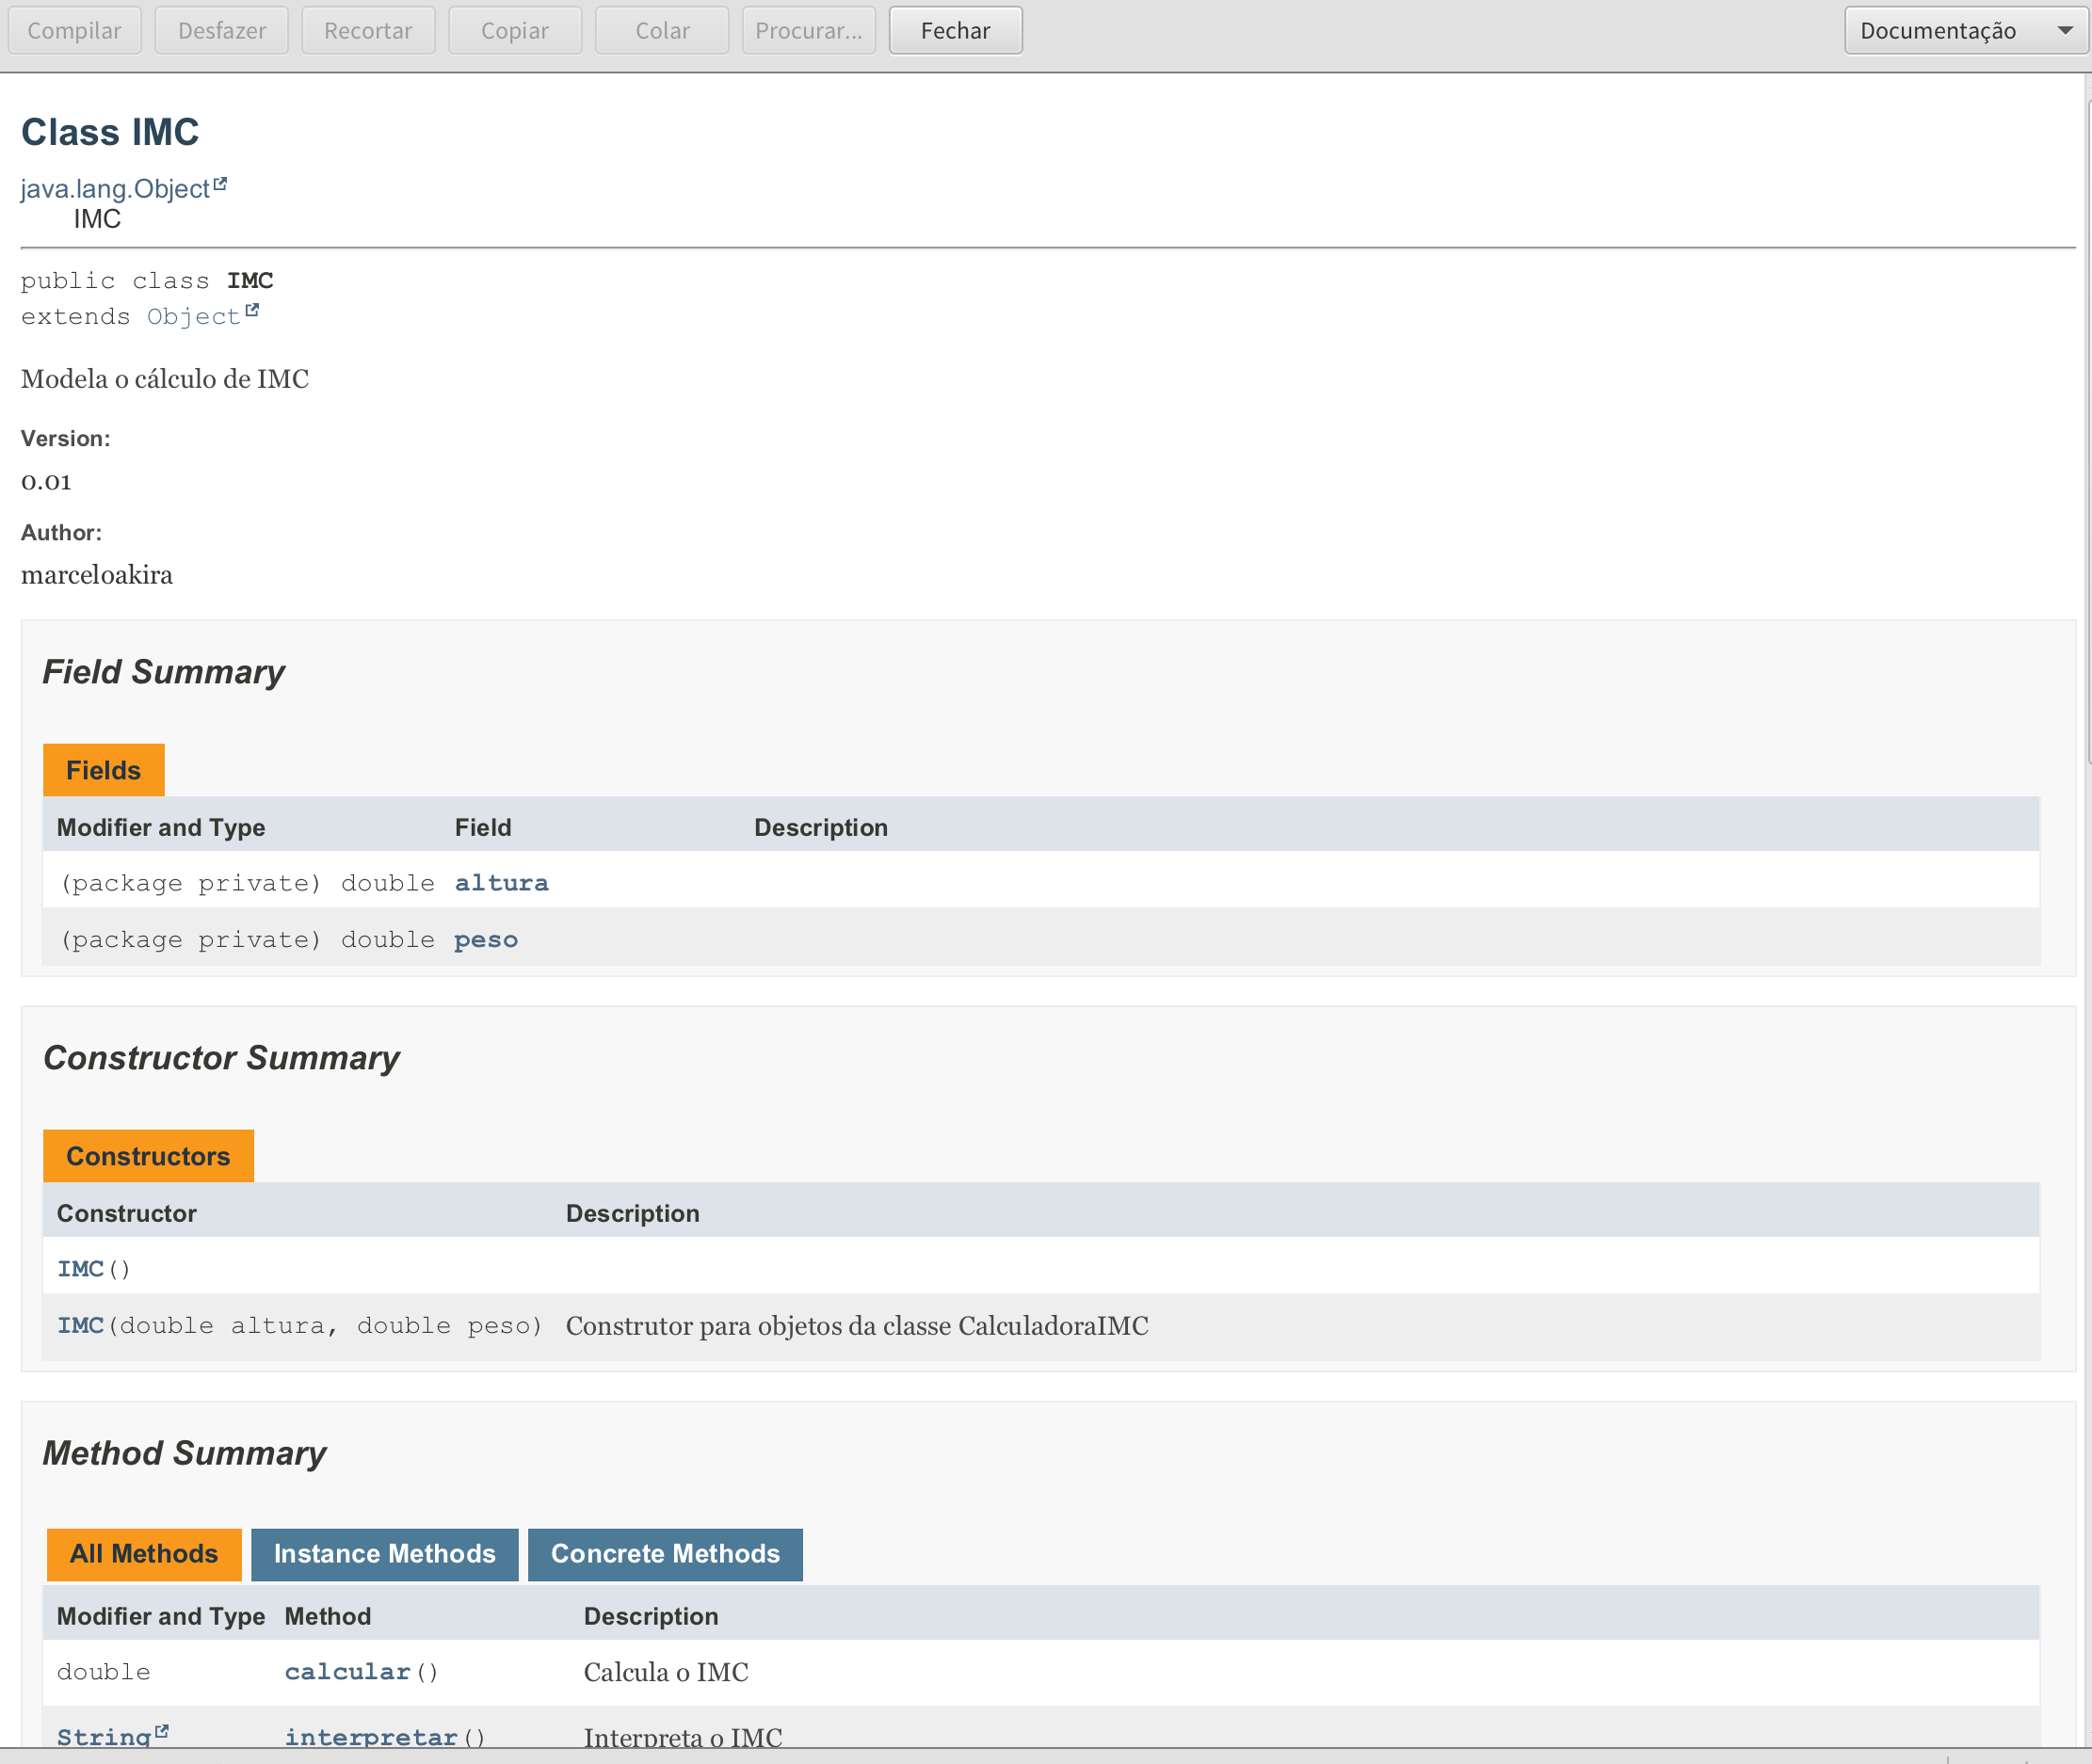 Compilar Desfazer Recortar Copiar Colar Procurar... Fechar Documentação
Class IMC
java.lang.Object
IMC
public class IMC
extends Object
Modela o cálculo de IMC
Version:
0.01
Author:
marceloakira
Field Summary
Fields
Modifier and Type Field Description
(package private) double altura
(package private) double peso
Constructor Summary
Constructors
Constructor Description
IMC()
IMC(double altura, double peso) Construtor para objetos da classe CalculadoraIMC
Method Summary
All Methods Instance Methods Concrete Methods
Modifier and Type Method Description
double calcular() Calcula o IMC
String interpretar() Interpreta o IMC